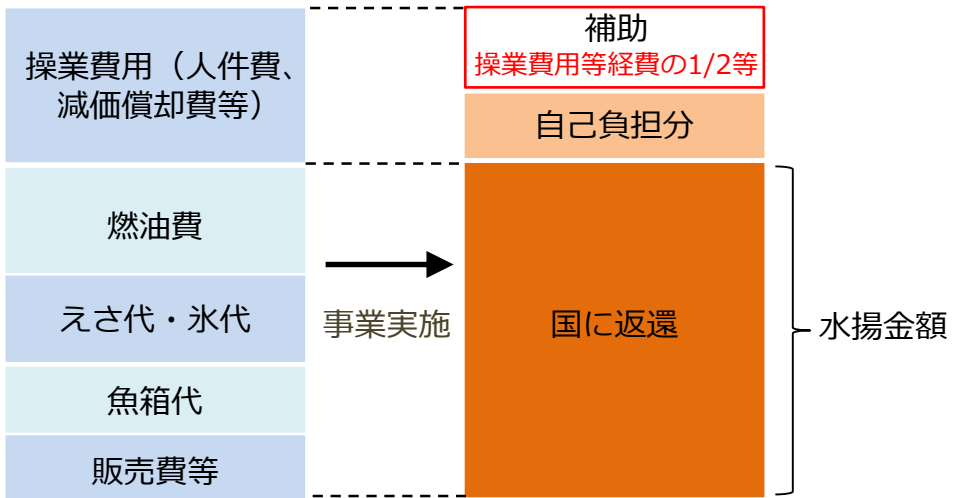 操業費用（人件費、
減価償却費等）
燃油費
えさ代・氷代
魚箱代
販売費等
事業実施
補助
操業費用等経費の1/2等
自己負担分
国に返還
水揚金額